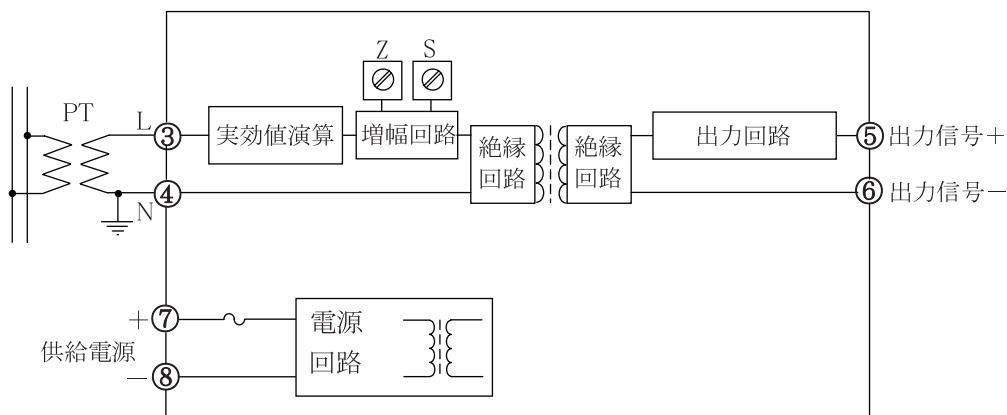 Z
S
PT
L
③
実効値演算
増幅回路
絶縁
回路
絶縁
回路
出力回路
⑤
出力信号＋
④
N
⑥
出力信号－
＋
⑦
供給電源
－
⑧
電源
回路